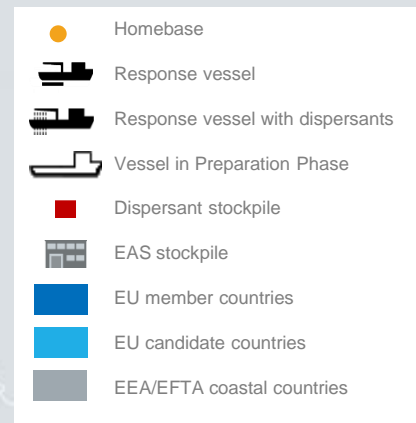 Homebase
Response vessel
Response vessel with dispersants
Vessel in Preparation Phase
Dispersant stockpile
EAS stockpile
EU member countries
EU candidate countries
EEA/EFTA coastal countries